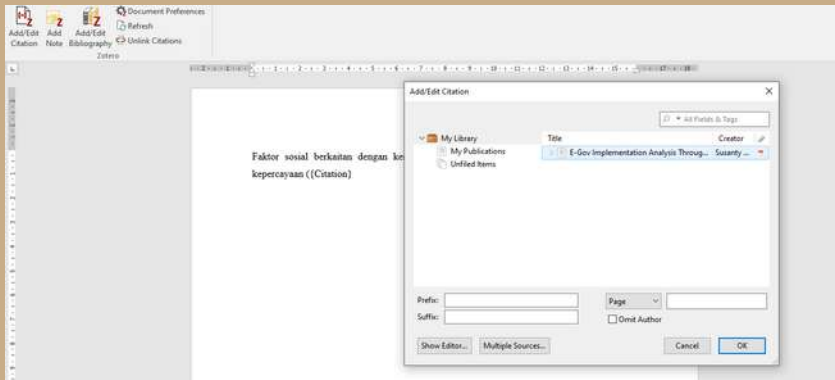 Document Preferences
Refresh
Unlink Citations
Add/Edit Citation
Add Note
Add/Edit Bibliography
Zotero
Add/Edit Citation
All Fields & Tags
My Library
My Publications
Unfiled Items
Title Creator
E-Gov Implementation Analysis Throug... Susanty ...
Faktor sosial berkaitan dengan
kepercayaan ({Citation}
Prefix:
Suffix:
Page
Omit Author
Show Editor...
Multiple Sources...
Cancel
OK